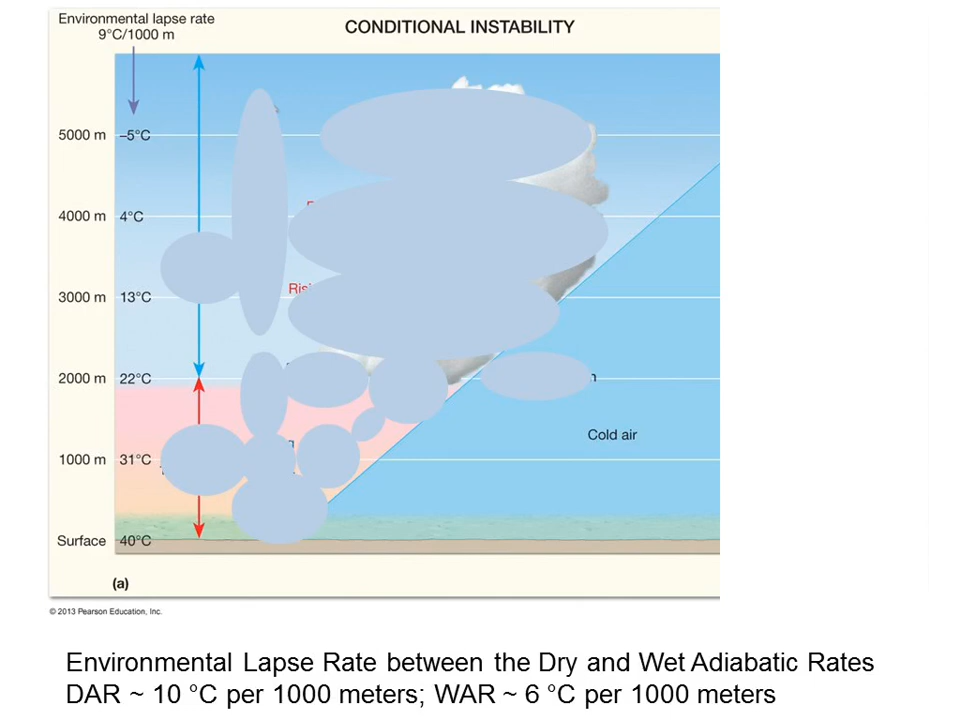 Environmental lapse rate
9°C/1000 m
CONDITIONAL INSTABILITY
5000 m –5°C
4000 m 4°C
3000 m 13°C
2000 m 22°C
Cold air
1000 m 31°C
Surface 40°C
(a)
© 2013 Pearson Education, Inc.
Environmental Lapse Rate between the Dry and Wet Adiabatic Rates
DAR ~ 10 °C per 1000 meters; WAR ~ 6 °C per 1000 meters